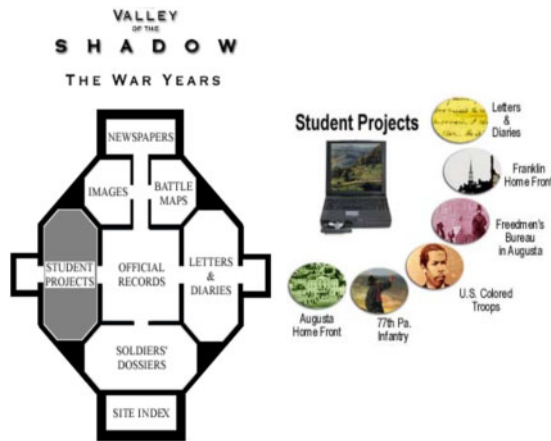 VALLEY
OF THE
SHADOW
THE WAR YEARS
NEWSPAPERS
IMAGES
BATTLE
MAPS
STUDENT
PROJECTS
OFFICIAL
RECORDS
LETTERS
&
DIARIES
SOLDIERS'
DOSSIERS
SITE INDEX
Student Projects
Letters
&
Diaries
Franklin
Home Front
Freedmen's
Bureau
in Augusta
U.S. Colored
Troops
77th Pa.
Infantry
Augusta
Home Front